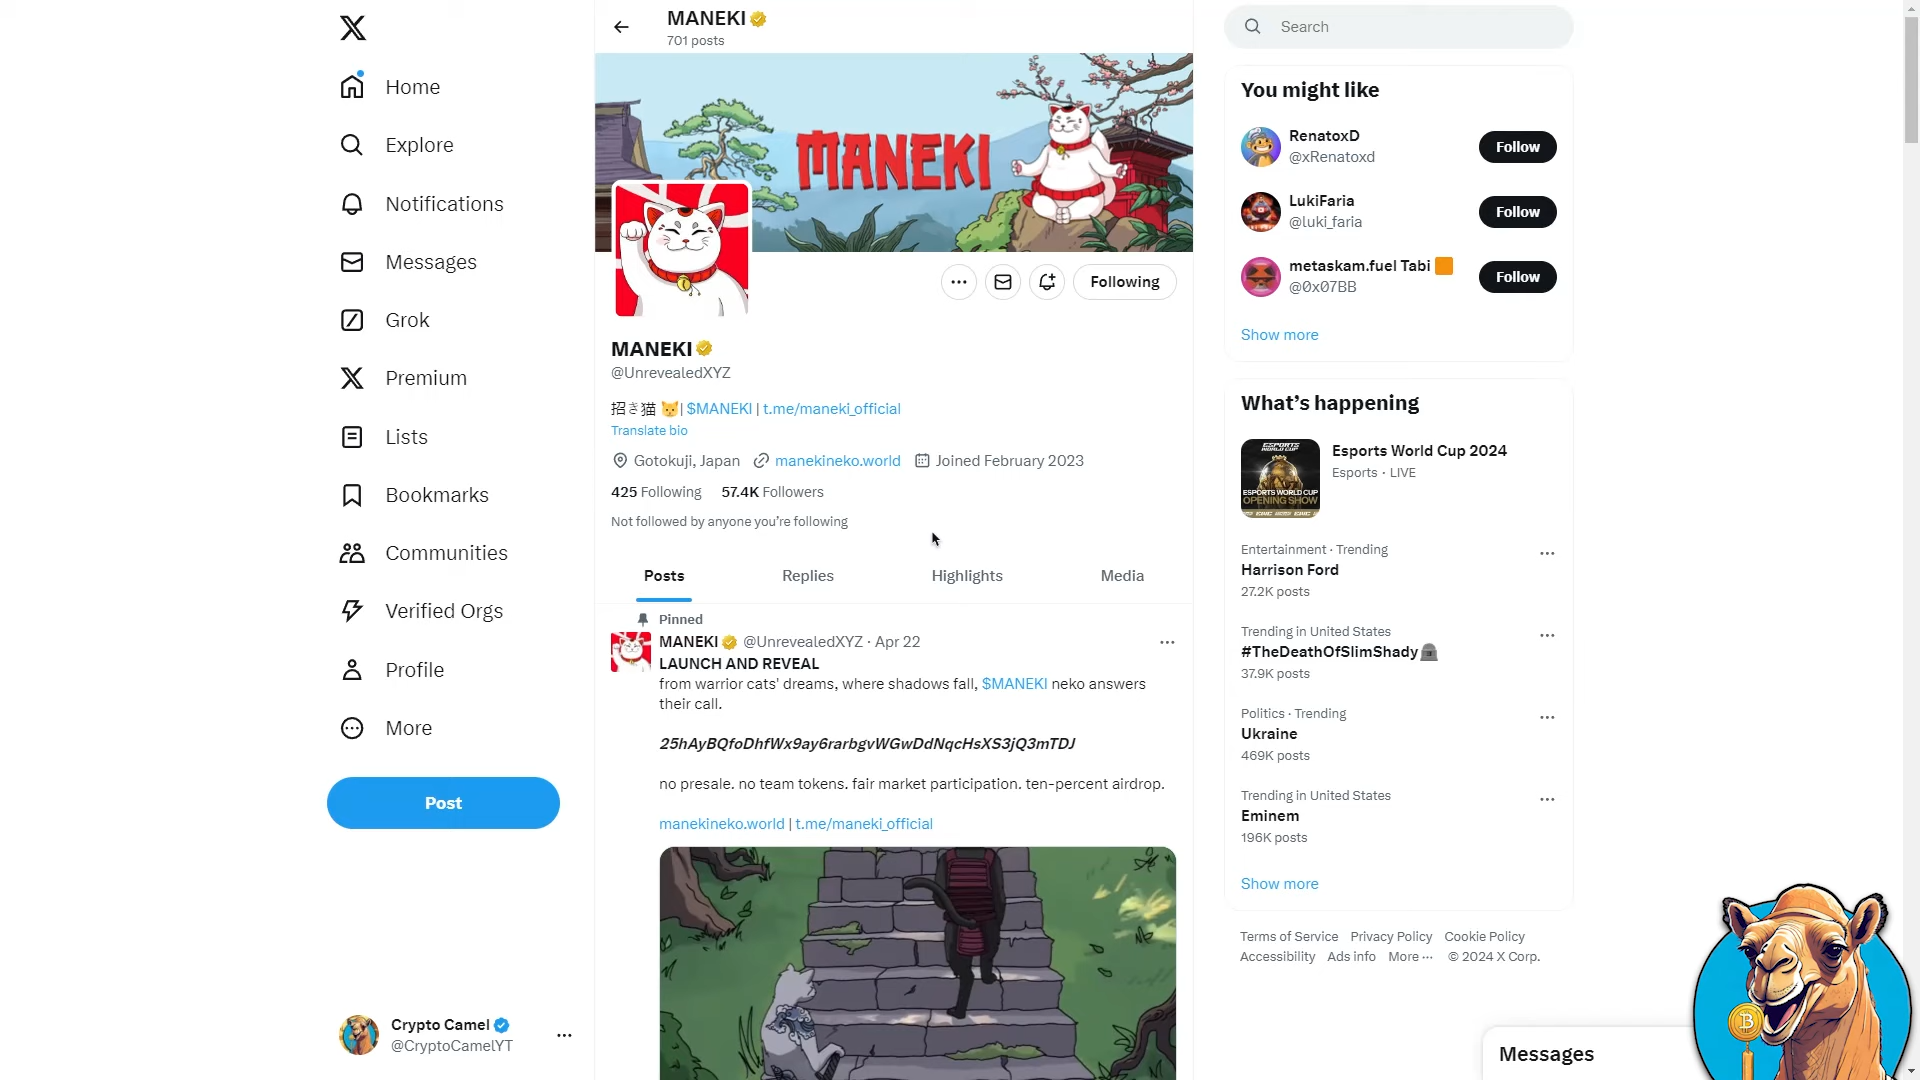 Home
Explore
Notifications
Messages
Grok
Premium
Lists
Bookmarks
Communities
Verified Orgs
Profile
More
Post
Crypto Camel
@CryptoCamelYT
MANEKI
701 posts
MANEKI
Following
MANEKI
@UnrevealedXYZ
招き猫 | $MANEKI | t.me/maneki_official
Translate bio
Gotokuji, Japan manekineko.world Joined February 2023
425 Following 57.4K Followers
Not followed by anyone you’re following
Posts Replies Highlights Media
Pinned
MANEKI @UnrevealedXYZ · Apr 22
LAUNCH AND REVEAL
from warrior cats' dreams, where shadows fall, $MANEKI neko answers
their call.
25hAyBQfoDhfWx9ay6rarbgvWGwDdNqcHsXS3jQ3mTDJ
no presale. no team tokens. fair market participation. ten-percent airdrop.
manekineko.world | t.me/maneki_official
Search
You might like
RenatoxD
@xRenatoxd
Follow
LukiFaria
@luki_faria
Follow
metaskam.fuel Tabi
@0x07BB
Follow
Show more
What’s happening
ESPORTS
WORLD CUP
ESPORTS WORLD CUP
OPENING SHOW
Esports World Cup 2024
Esports · LIVE
Entertainment · Trending
Harrison Ford
27.2K posts
Trending in United States
#TheDeathOfSlimShady
37.9K posts
Politics · Trending
Ukraine
469K posts
Trending in United States
Eminem
196K posts
Show more
Terms of Service Privacy Policy Cookie Policy
Accessibility Ads info More ··· © 2024 X Corp.
Messages